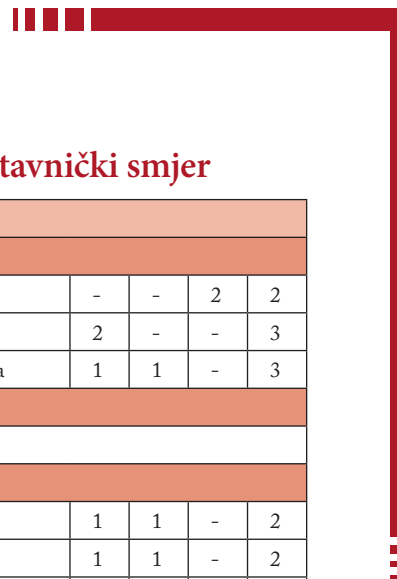 tavnički smjer
- - 2 2
2 - - 3
a 1 1 - 3
1 1 - 2
1 1 - 2